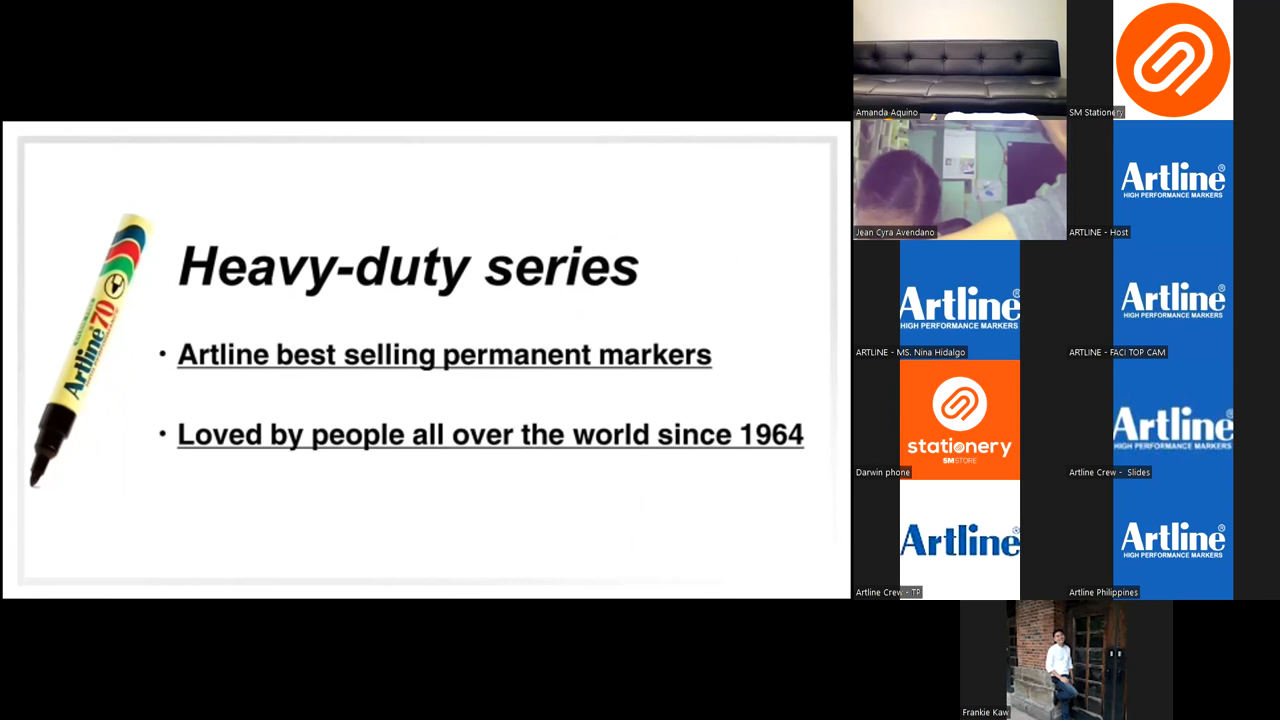 Heavy-duty series
• Artline best selling permanent markers
• Loved by people all over the world since 1964
Artline 70
Amanda Aquino
SM Stationery
Jean Cyra Avendano
Artline®
HIGH PERFORMANCE MARKERS
ARTLINE - Host
Artline®
HIGH PERFORMANCE MARKERS
ARTLINE - MS. Nina Hidalgo
Artline®
HIGH PERFORMANCE MARKERS
ARTLINE - FACI TOP CAM
stationery
SM STORE
Darwin phone
Artline
HIGH PERFORMANCE MARKERS
Artline Crew - Slides
Artline®
Artline Crew - TP
Artline®
HIGH PERFORMANCE MARKERS
Artline Philippines
Frankie Kaw